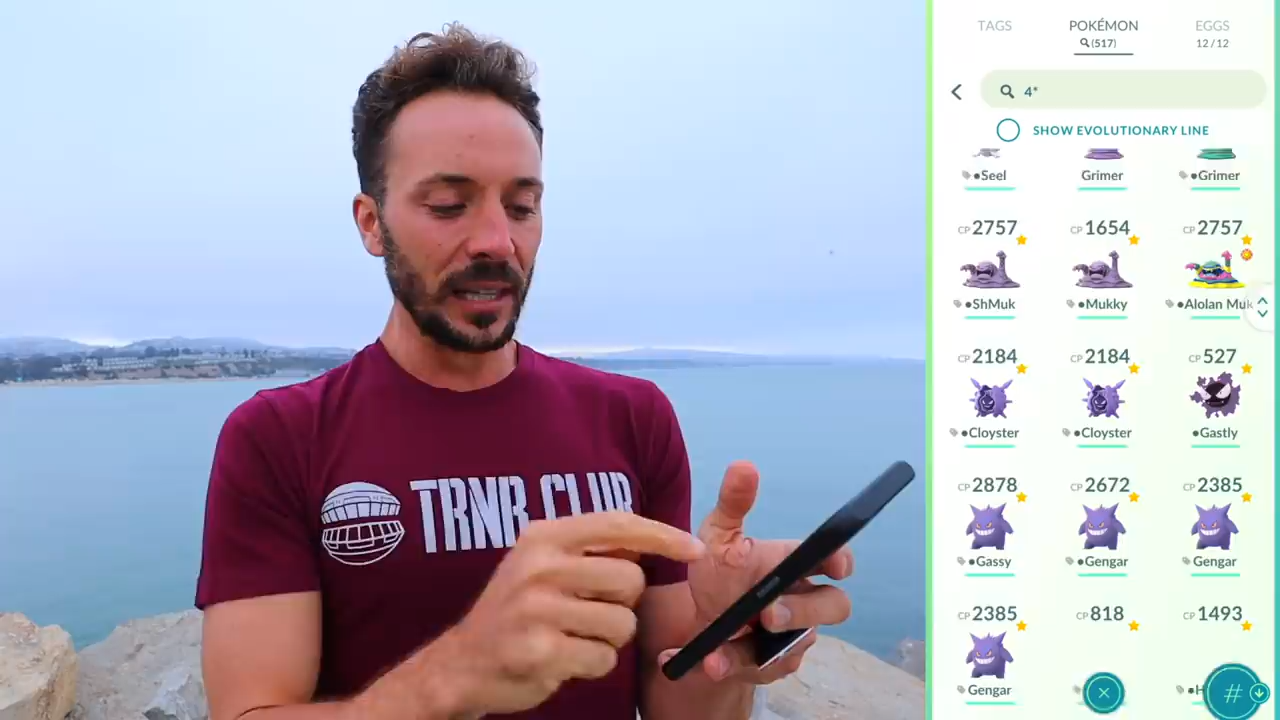 TAGS POKÉMON EGGS
(517) 12 / 12
4*
SHOW EVOLUTIONARY LINE
•Seel Grimer •Grimer
CP 2757 CP 1654 CP 2757
•ShMuk •Mukky •Alolan Muk
CP 2184 CP 2184 CP 527
•Cloyster •Cloyster •Gastly
CP 2878 CP 2672 CP 2385
•Gassy •Gengar Gengar
CP 2385 CP 818 CP 1493
Gengar
#
TRNR CLUB